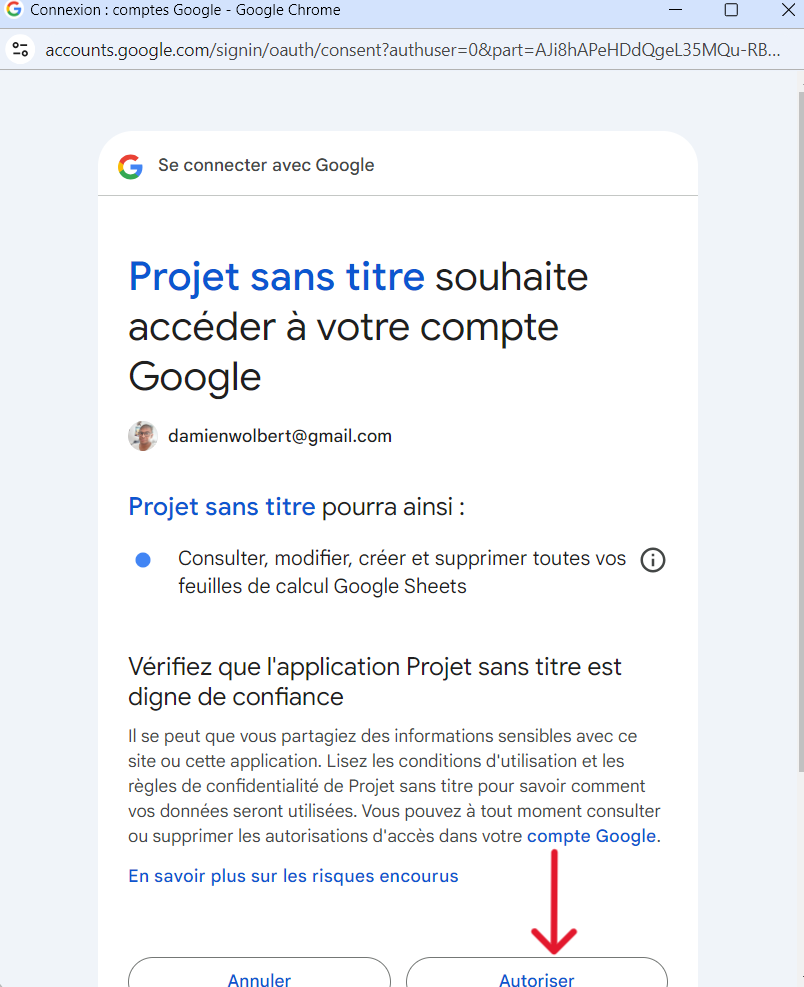 Connexion : comptes Google - Google Chrome
accounts.google.com/signin/oauth/consent?authuser=0&part=AJi8hAPeHDdQgeL35MQu-RB...
Se connecter avec Google
Projet sans titre souhaite
accéder à votre compte
Google
damienwolbert@gmail.com
Projet sans titre pourra ainsi :
Consulter, modifier, créer et supprimer toutes vos
feuilles de calcul Google Sheets
Vérifiez que l'application Projet sans titre est
digne de confiance
Il se peut que vous partagiez des informations sensibles avec ce
site ou cette application. Lisez les conditions d'utilisation et les
règles de confidentialité de Projet sans titre pour savoir comment
vos données seront utilisées. Vous pouvez à tout moment consulter
ou supprimer les autorisations d'accès dans votre compte Google.
En savoir plus sur les risques encourus
Annuler
Autoriser